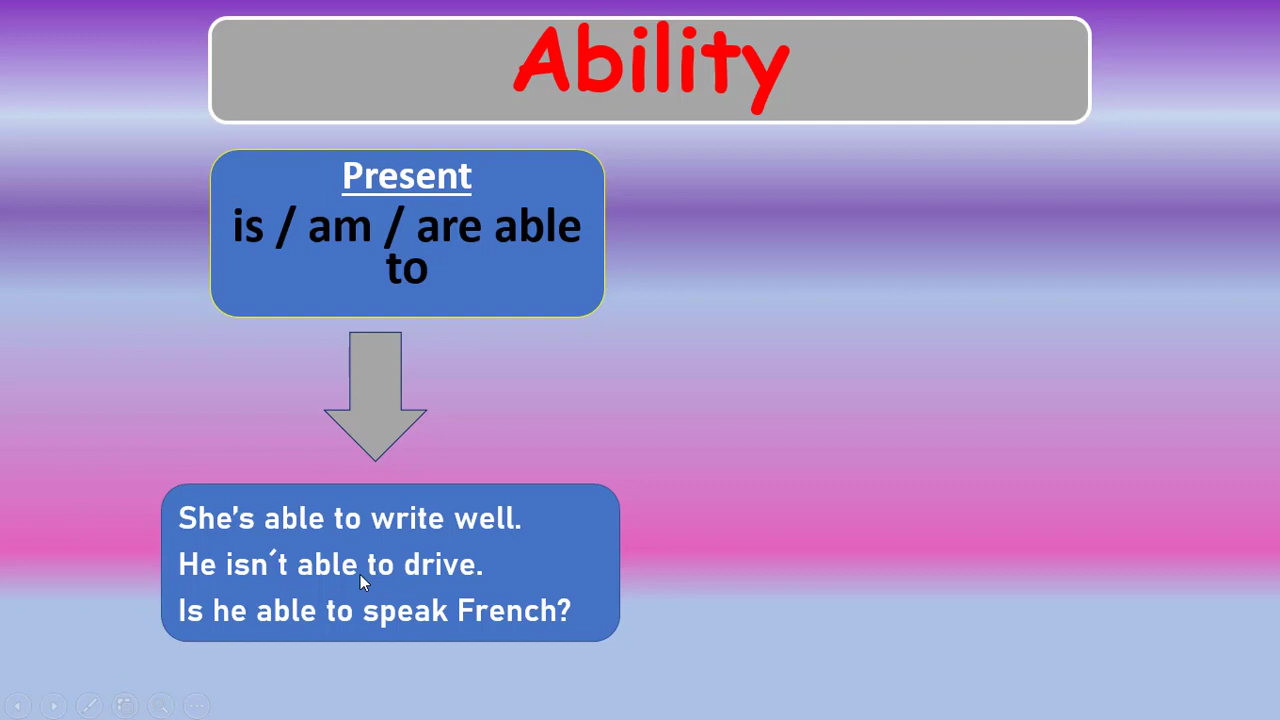 Ability
Present
is / am / are able
to
She's able to write well.
He isn´t able to drive.
Is he able to speak French?